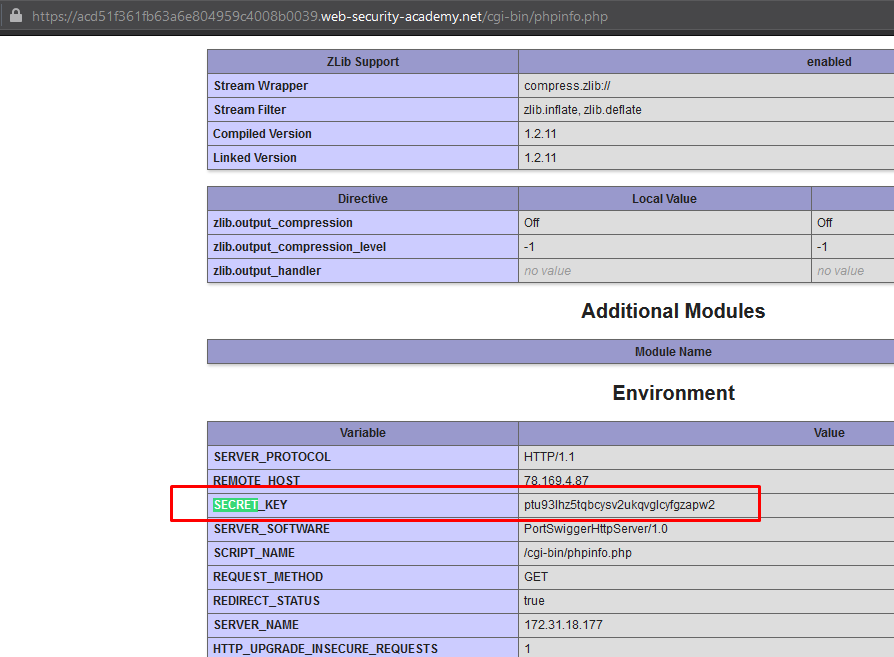 https://acd51f361fb63a6e804959c4008b0039.web-security-academy.net/cgi-bin/phpinfo.php
ZLib Support enabled
Stream Wrapper compress.zlib://
Stream Filter zlib.inflate, zlib.deflate
Compiled Version 1.2.11
Linked Version 1.2.11
Directive Local Value
zlib.output_compression Off Off
zlib.output_compression_level -1 -1
zlib.output_handler no value no value
Additional Modules
Module Name
Environment
Variable Value
SERVER_PROTOCOL HTTP/1.1
REMOTE_HOST 78.169.4.87
SECRET_KEY ptu93lhz5tqbcysv2ukqvglcyfgzapw2
SERVER_SOFTWARE PortSwiggerHttpServer/1.0
SCRIPT_NAME /cgi-bin/phpinfo.php
REQUEST_METHOD GET
REDIRECT_STATUS true
SERVER_NAME 172.31.18.177
HTTP_UPGRADE_INSECURE_REQUESTS 1